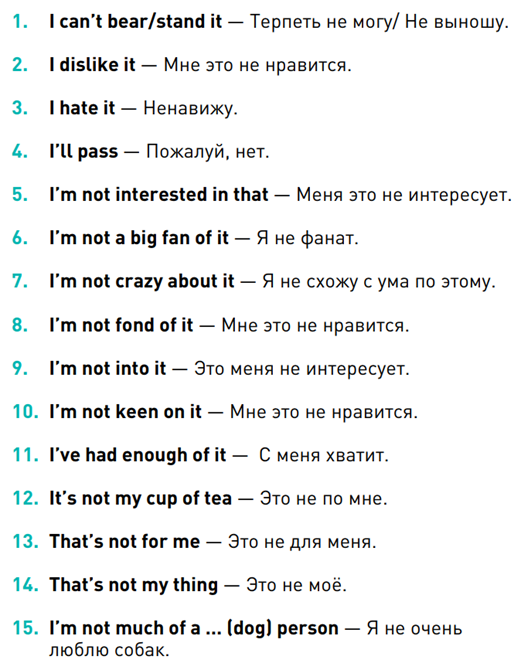 1. I can't bear/stand it — Терпеть не могу/ Не выношу.
2. I dislike it — Мне это не нравится.
3. I hate it — Ненавижу.
4. I'll pass — Пожалуй, нет.
5. I'm not interested in that — Меня это не интересует.
6. I'm not a big fan of it — Я не фанат.
7. I'm not crazy about it — Я не схожу с ума по этому.
8. I'm not fond of it — Мне это не нравится.
9. I'm not into it — Это меня не интересует.
10. I'm not keen on it — Мне это не нравится.
11. I've had enough of it — С меня хватит.
12. It's not my cup of tea — Это не по мне.
13. That's not for me — Это не для меня.
14. That's not my thing — Это не моё.
15. I'm not much of a ... (dog) person — Я не очень
люблю собак.